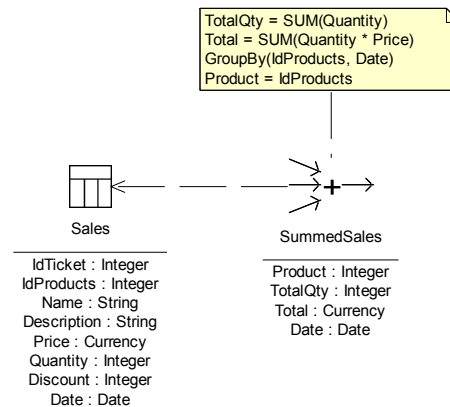 TotalQty = SUM(Quantity)
Total = SUM(Quantity * Price)
GroupBy(IdProducts, Date)
Product = IdProducts
Sales
IdTicket : Integer
IdProducts : Integer
Name : String
Description : String
Price : Currency
Quantity : Integer
Discount : Integer
Date : Date
SummedSales
Product : Integer
TotalQty : Integer
Total : Currency
Date : Date